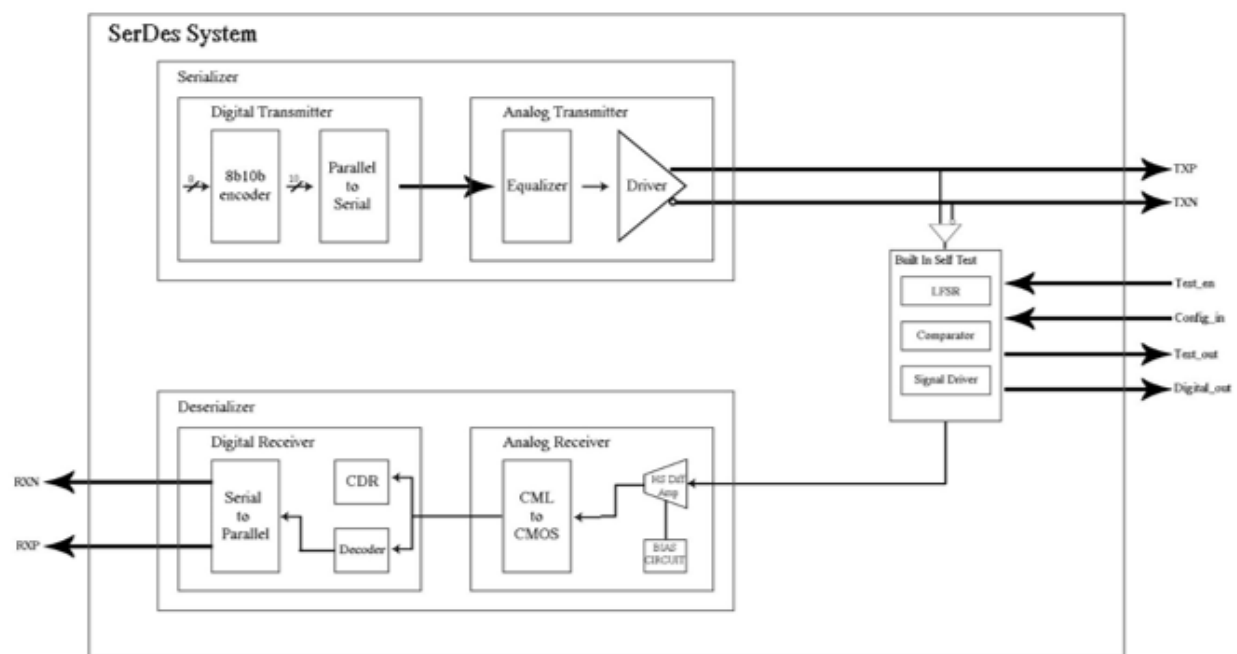 SerDes System
Serializer
Digital Transmitter
8
8b10b
encoder
10
Parallel
to
Serial
Analog Transmitter
Equalizer
Driver
TXP
TXN
Built In Self Test
LFSR
Comparator
Signal Driver
Test_en
Config_in
Test_out
Digital_out
Deserializer
Digital Receiver
RXN
RXP
Serial
to
Parallel
CDR
Decoder
Analog Receiver
CML
to
CMOS
HS Diff
Amp
BIAS
CIRCUIT